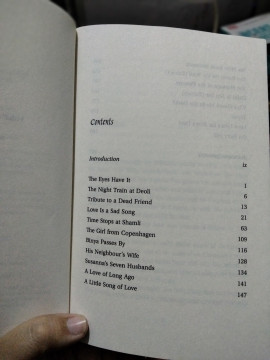 Contents
Introduction ix
The Eyes Have It 1
The Night Train at Deoli 6
Tribute to a Dead Friend 13
Love Is a Sad Song 21
Time Stops at Shamli 63
The Girl from Copenhagen 109
Binya Passes By 116
His Neighbour's Wife 128
Susanna's Seven Husbands 134
A Love of Long Ago 141
A Little Song of Love 147